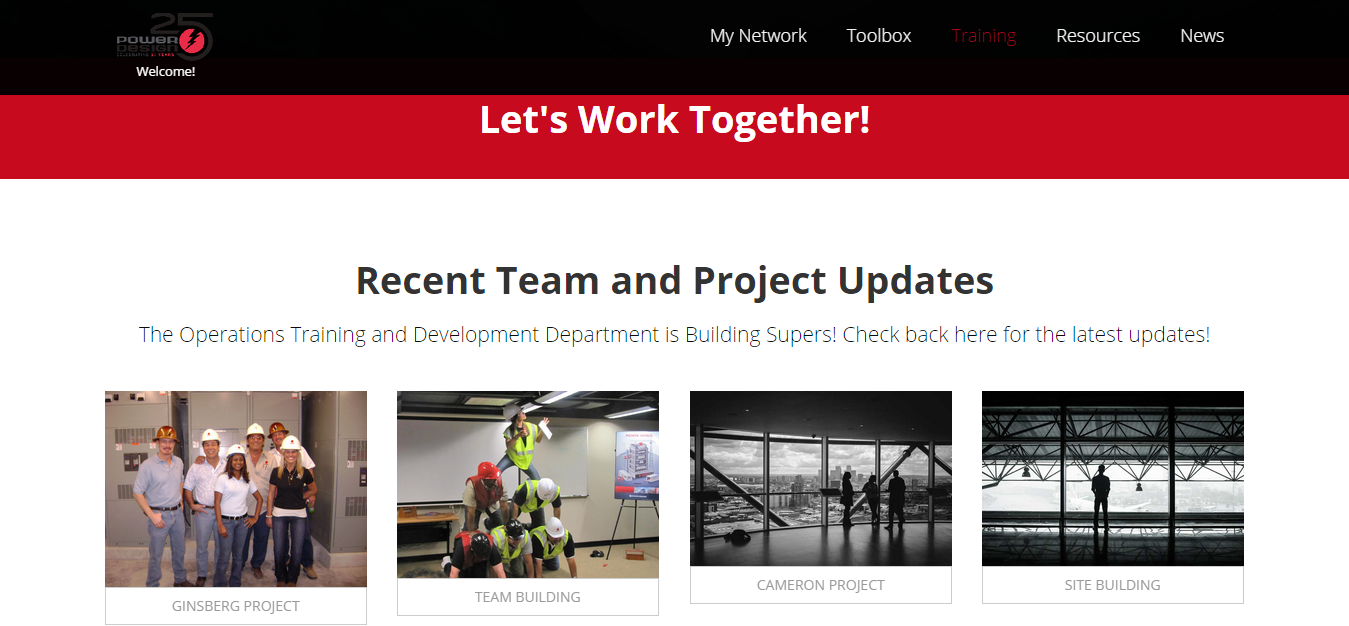 25
POWER
DESIGN
Welcome!
My Network
Toolbox
Training
Resources
News
Let's Work Together!
Recent Team and Project Updates
The Operations Training and Development Department is Building Supers! Check back here for the latest updates!
GINSBERG PROJECT
TEAM BUILDING
CAMERON PROJECT
SITE BUILDING